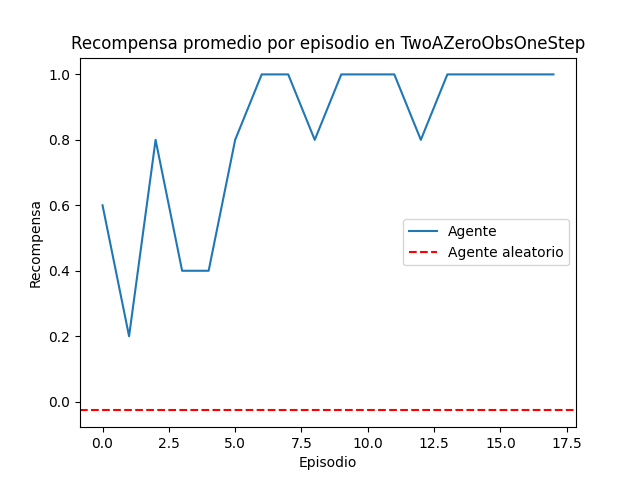 Recompensa promedio por episodio en TwoAZeroObsOneStep
1.0
0.8
0.6
0.4
0.2
0.0
Recompensa
Agente
Agente aleatorio
0.0 2.5 5.0 7.5 10.0 12.5 15.0 17.5
Episodio